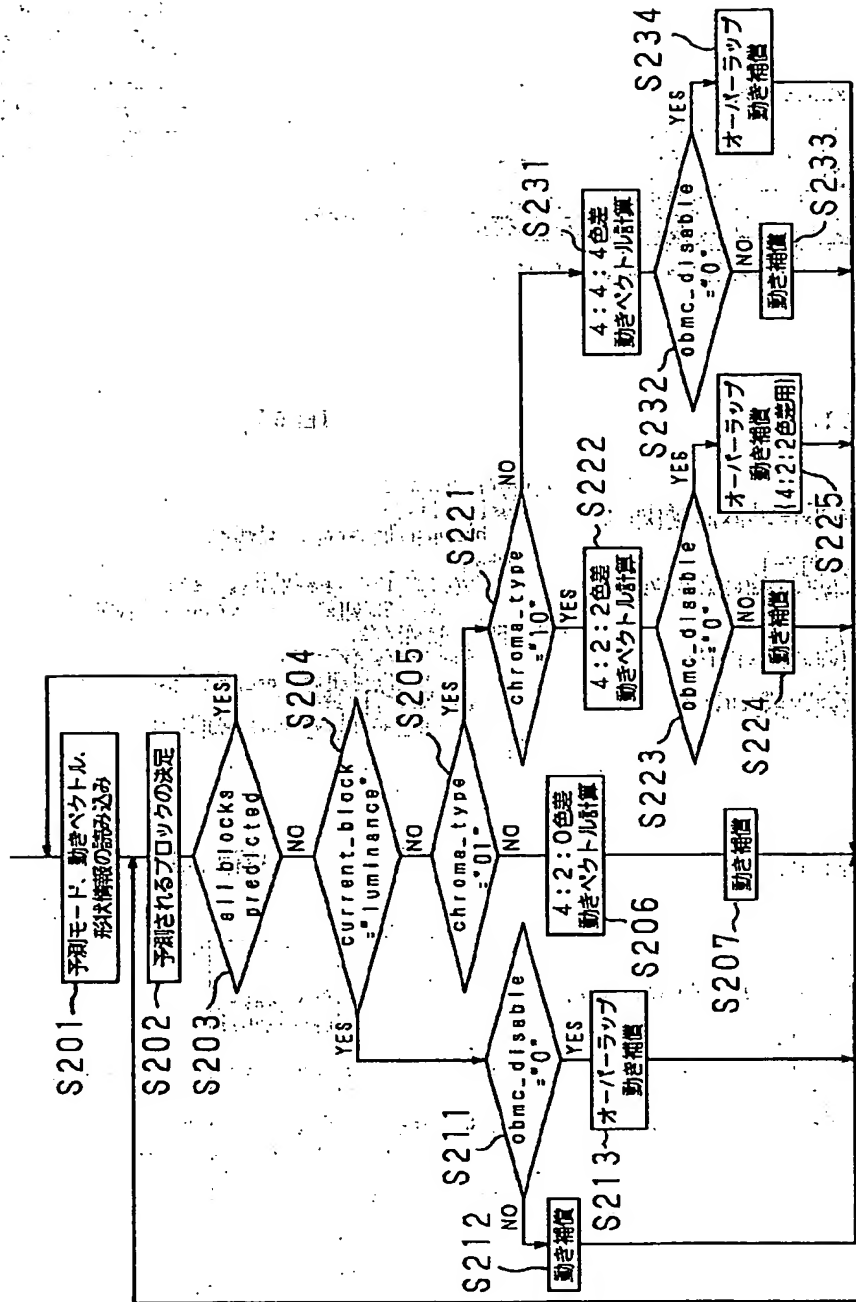 S201
予測モード、動きベクトル、
形状情報の読み込み
S202
予測されるブロックの決定
S203
all blocks
predicted
YES
NO
S204
current_block
="luminance"
YES
NO
S205
chroma_type
="01"
YES
NO
S211
obmc_disable
="0"
NO
YES
S212
動き補償
S213
オーバーラップ
動き補償
S206
4:2:0色差
動きベクトル計算
S207
動き補償
S221
chroma_type
="10"
NO
YES
S222
4:2:2色差
動きベクトル計算
S223
obmc_disable
="0"
YES
NO
S224
動き補償
S225
オーバーラップ
動き補償
(4:2:2色差用)
S231
4:4:4色差
動きベクトル計算
S232
obmc_disable
="0"
YES
NO
S233
動き補償
S234
オーバーラップ
動き補償